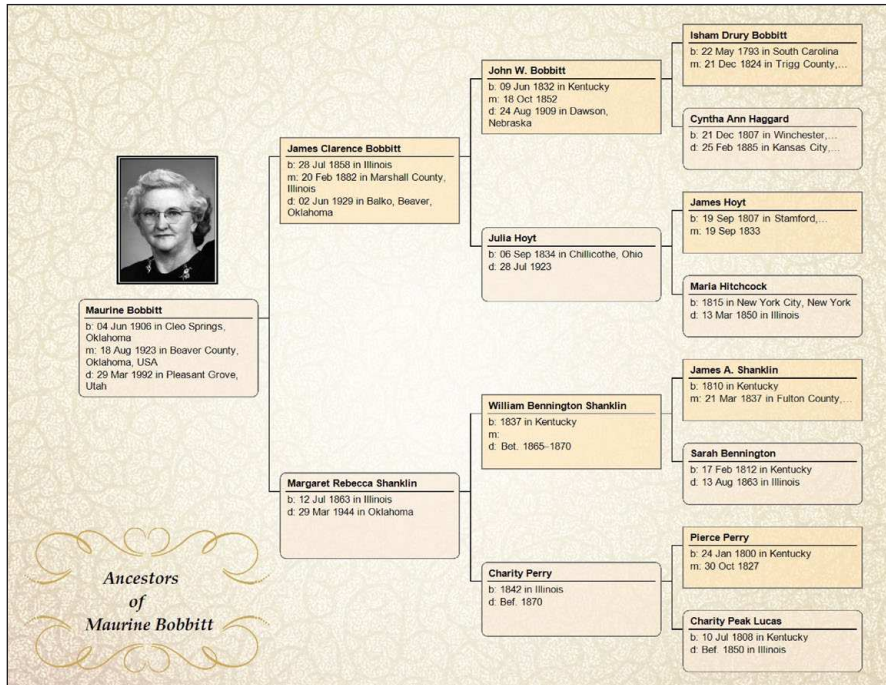 Isham Drury Bobbitt
b: 22 May 1793 in South Carolina
m: 21 Dec 1824 in Trigg County,...
John W. Bobbitt
b: 09 Jun 1832 in Kentucky
m: 18 Oct 1852
d: 24 Aug 1909 in Dawson,
Nebraska
Cyntha Ann Haggard
b: 21 Dec 1807 in Winchester,...
d: 25 Feb 1885 in Kansas City,...
James Clarence Bobbitt
b: 28 Jul 1858 in Illinois
m: 20 Feb 1882 in Marshall County,
Illinois
d: 02 Jun 1929 in Balko, Beaver,
Oklahoma
James Hoyt
b: 19 Sep 1807 in Stamford,...
m: 19 Sep 1833
Julia Hoyt
b: 06 Sep 1834 in Chillicothe, Ohio
d: 28 Jul 1923
Maria Hitchcock
b: 1815 in New York City, New York
d: 13 Mar 1850 in Illinois
Maurine Bobbitt
b: 04 Jun 1906 in Cleo Springs,
Oklahoma
m: 18 Aug 1923 in Beaver County,
Oklahoma, USA
d: 29 Mar 1992 in Pleasant Grove,
Utah
James A. Shanklin
b: 1810 in Kentucky
m: 21 Mar 1837 in Fulton County,...
William Bennington Shanklin
b: 1837 in Kentucky
m:
d: Bet. 1865–1870
Sarah Bennington
b: 17 Feb 1812 in Kentucky
d: 13 Aug 1863 in Illinois
Margaret Rebecca Shanklin
b: 12 Jul 1863 in Illinois
d: 29 Mar 1944 in Oklahoma
Pierce Perry
b: 24 Jan 1800 in Kentucky
m: 30 Oct 1827
Charity Perry
b: 1842 in Illinois
d: Bef. 1870
Charity Peak Lucas
b: 10 Jul 1808 in Kentucky
d: Bef. 1850 in Illinois
Ancestors
of
Maurine Bobbitt